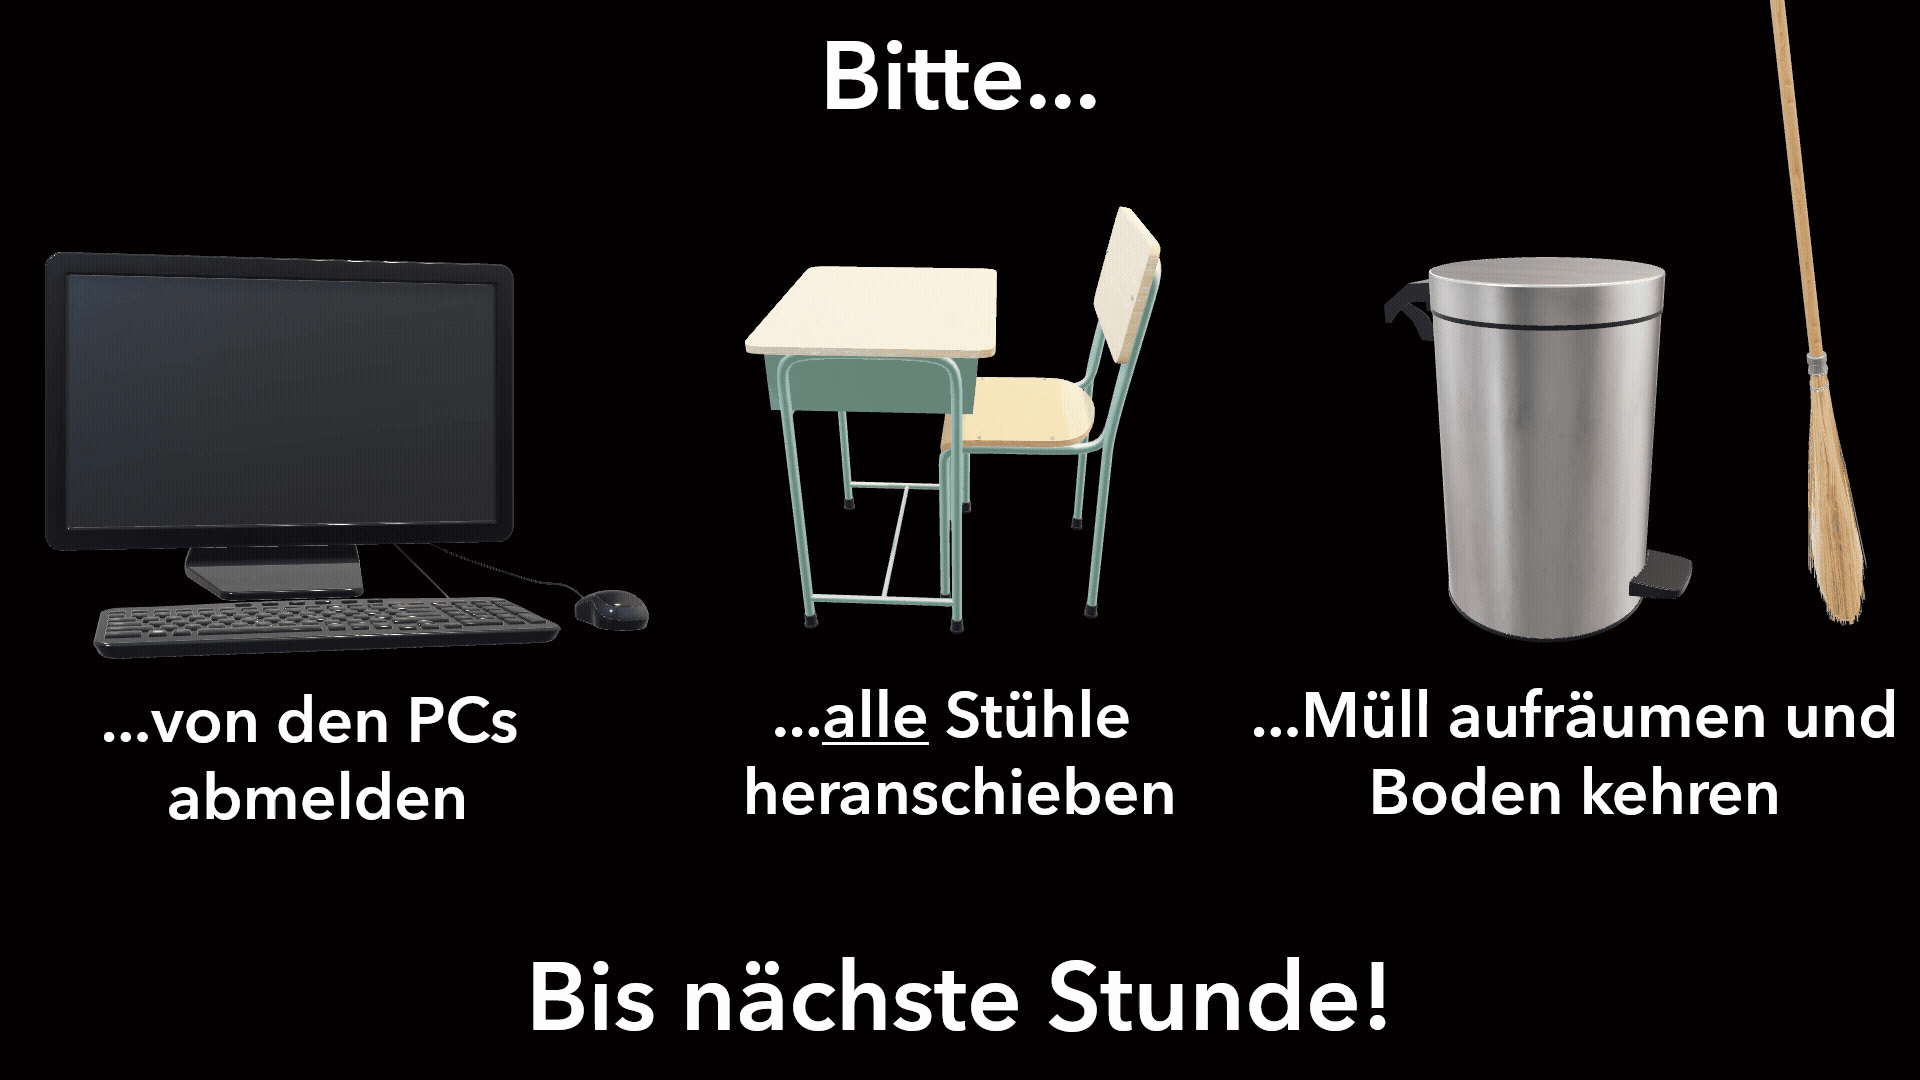 Bitte...
...von den PCs
abmelden
...alle Stühle
heranschieben
...Müll aufräumen und
Boden kehren
Bis nächste Stunde!